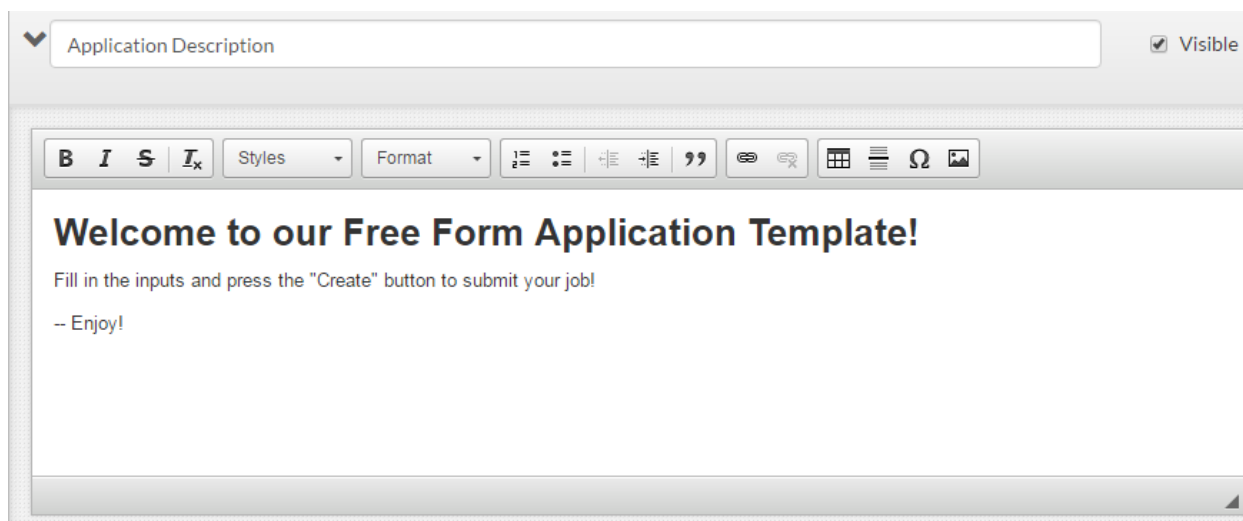 Application Description
Visible
B I S Tx Styles Format Ω
Welcome to our Free Form Application Template!
Fill in the inputs and press the "Create" button to submit your job!
-- Enjoy!